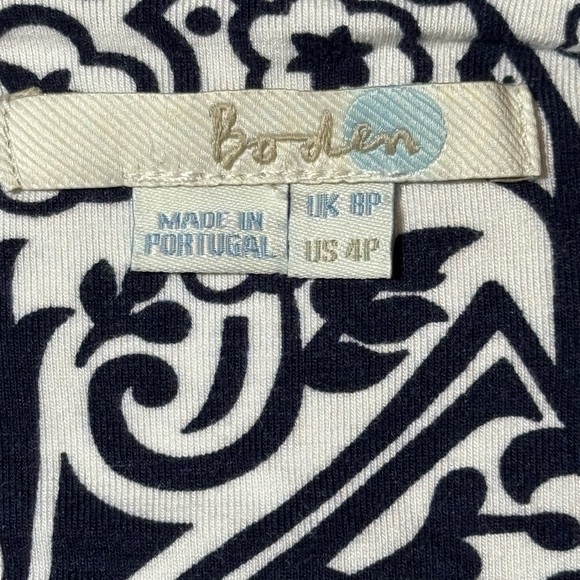 Boden
MADE IN
PORTUGAL
UK 8P
US 4P